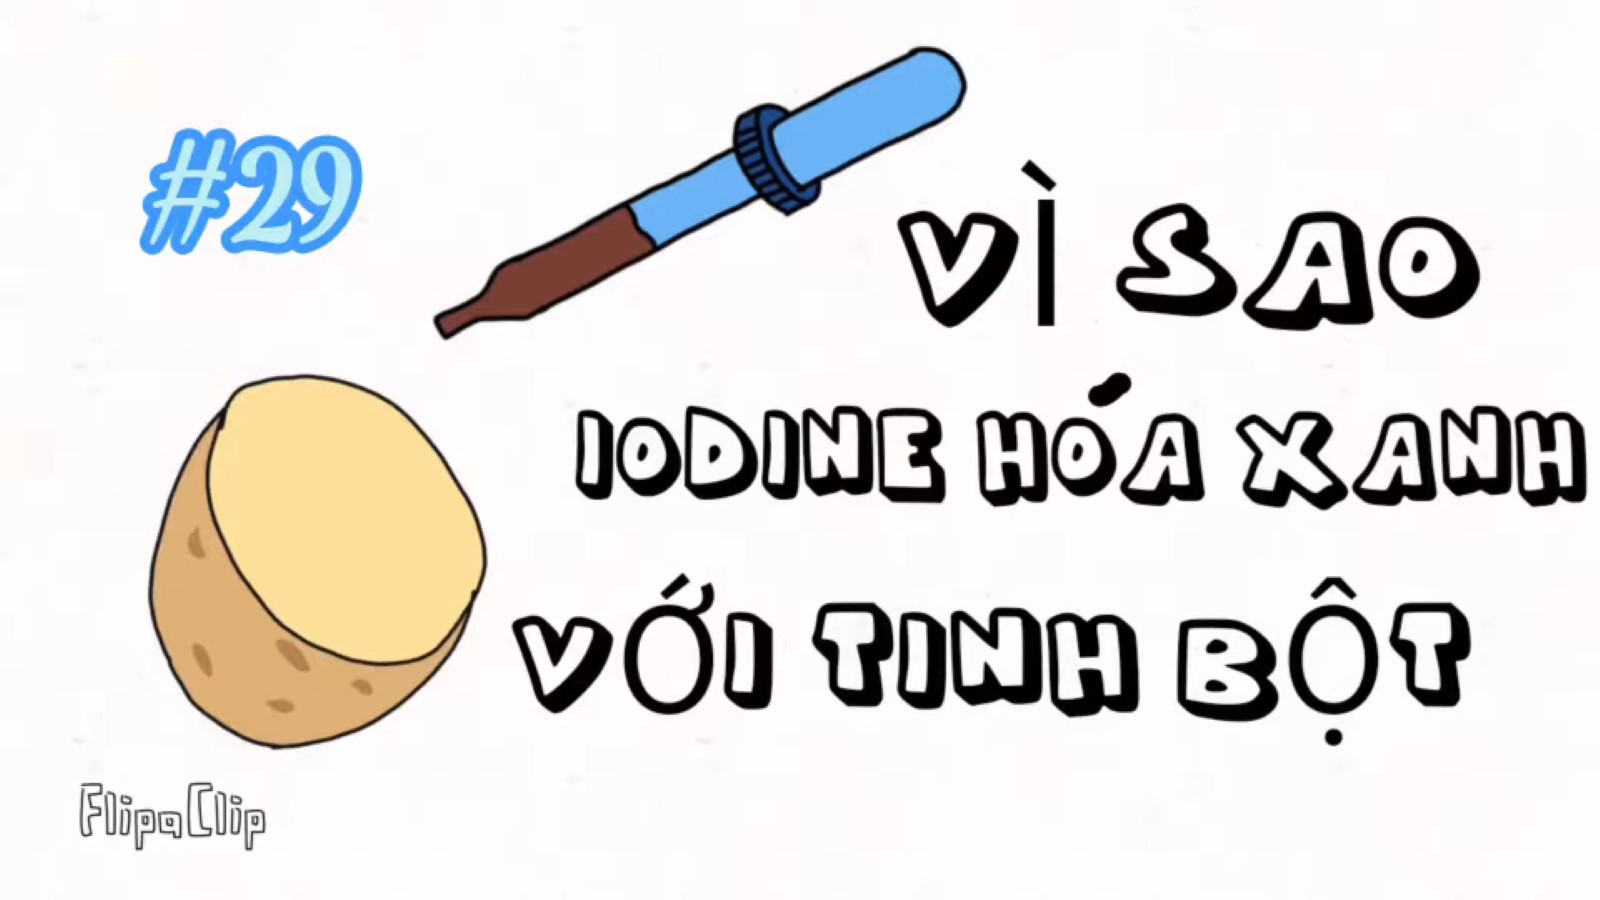 #29
VÌ SAO
IODINE HÓA XANH
VỚI TINH BỘT
FlipaClip